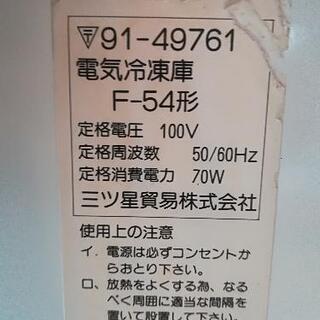 〒91-49761
電気冷凍庫
F-54形
定格電圧 100V
定格周波数 50/60Hz
定格消費電力 70W
三ツ星貿易株式会社
使用上の注意
イ. 電源は必ずコンセントか
らおとり下さい。
ロ. 放熱をよくする為、なる
べく周囲に適当な間隔を
置いて設置して下さい。